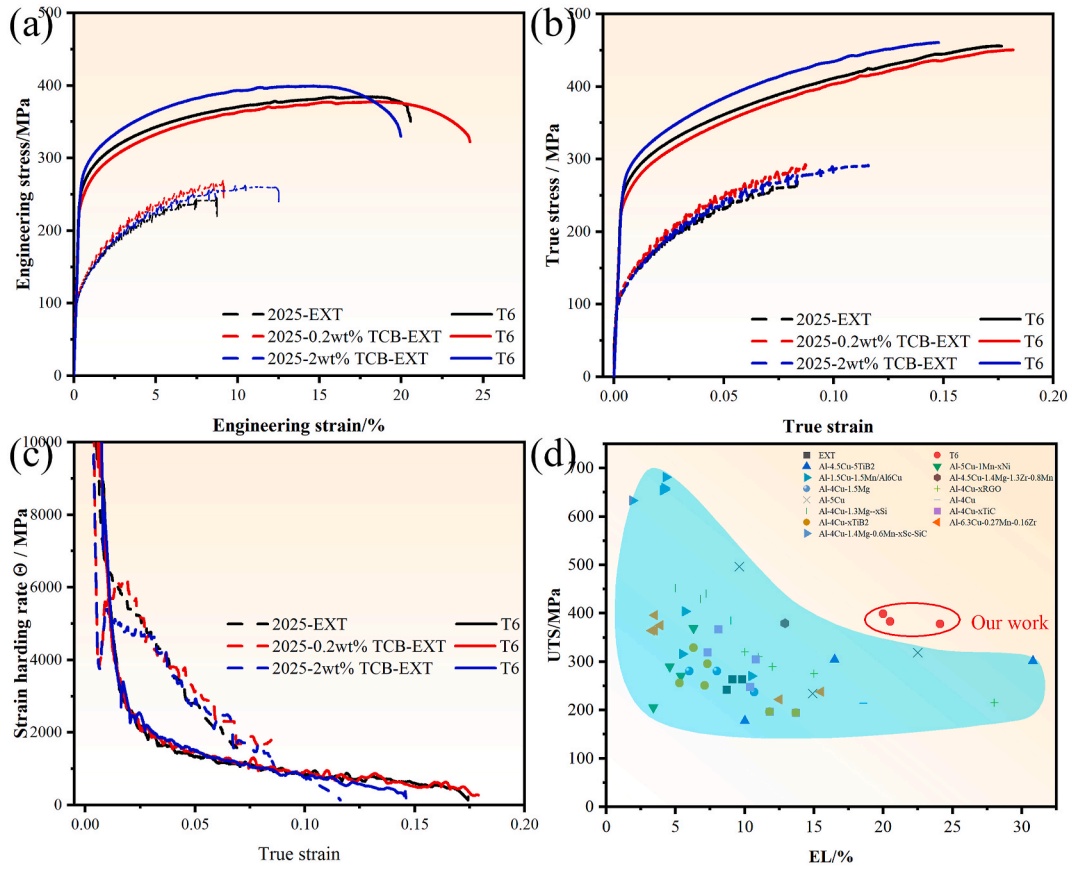 (a)
Engineering stress/MPa
500
400
300
200
100
0
2025-EXT T6
2025-0.2wt% TCB-EXT T6
2025-2wt% TCB-EXT T6
0 5 10 15 20 25
Engineering strain/%
(b)
True stress / MPa
500
400
300
200
100
0
2025-EXT T6
2025-0.2wt% TCB-EXT T6
2025-2wt% TCB-EXT T6
0.00 0.05 0.10 0.15 0.20
True strain
(c)
Strain harding rate Θ / MPa
10000
8000
6000
4000
2000
0
2025-EXT T6
2025-0.2wt% TCB-EXT T6
2025-2wt% TCB-EXT T6
0.00 0.05 0.10 0.15 0.20
True strain
(d)
UTS/MPa
700
600
500
400
300
200
100
0
EXT T6
Al-4.5Cu-5TiB2 Al-5Cu-1Mn-xNi
Al-1.5Cu-1.5Mn/Al6Cu Al-4.5Cu-1.4Mg-1.3Zr-0.8Mn
Al-4Cu-1.5Mg Al-4Cu-xRGO
Al-5Cu Al-4Cu
Al-4Cu-1.3Mg--xSi Al-4Cu-xTiC
Al-4Cu-xTiB2 Al-6.3Cu-0.27Mn-0.16Zr
Al-4Cu-1.4Mg-0.6Mn-xSc-SiC
Our work
0 5 10 15 20 25 30
EL/%